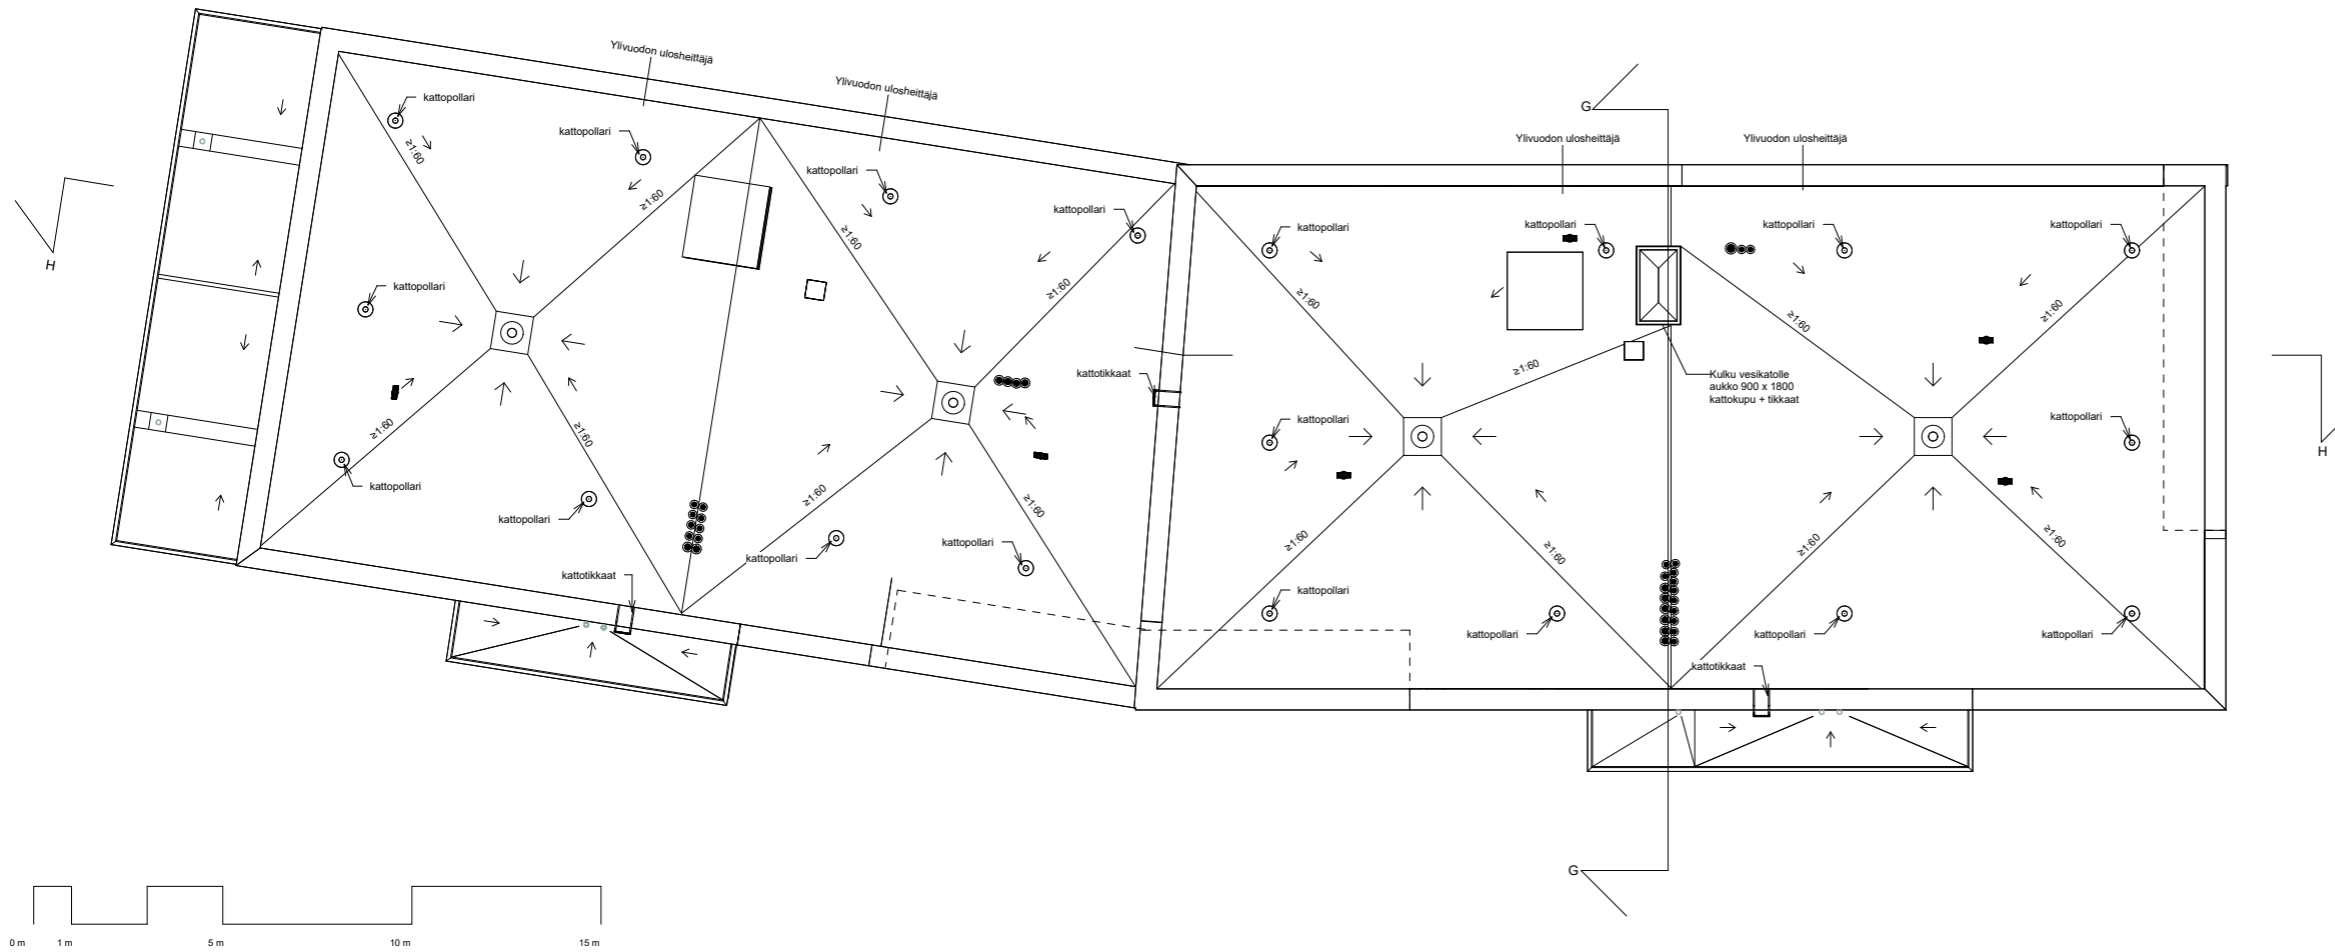 Ylivuodon ulosheittäjä
Ylivuodon ulosheittäjä
kattopollari
kattopollari
kattopollari
kattopollari
kattopollari
kattopollari
kattopollari
kattopollari
kattopollari
kattotikkaat
kattotikkaat
≥1:60
≥1:60
≥1:60
≥1:60
≥1:60
≥1:60
≥1:60
≥1:60
H
G
Ylivuodon ulosheittäjä
Ylivuodon ulosheittäjä
kattopollari
kattopollari
kattopollari
kattopollari
≥1:60
≥1:60
≥1:60
≥1:60
Kulku vesikatolle
aukko 900 x 1800
kattokupu + tikkaat
kattopollari
kattopollari
H
≥1:60
≥1:60
≥1:60
≥1:60
kattopollari
kattopollari
kattopollari
kattopollari
kattotikkaat
G
kattopollari
0 m
1 m
5 m
10 m
15 m